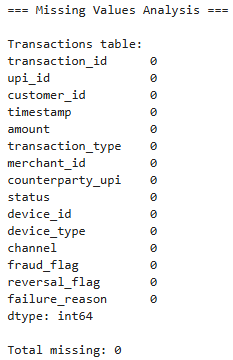 === Missing Values Analysis ===
Transactions table:
transaction_id 0
upi_id 0
customer_id 0
timestamp 0
amount 0
transaction_type 0
merchant_id 0
counterparty_upi 0
status 0
device_id 0
device_type 0
channel 0
fraud_flag 0
reversal_flag 0
failure_reason 0
dtype: int64
Total missing: 0